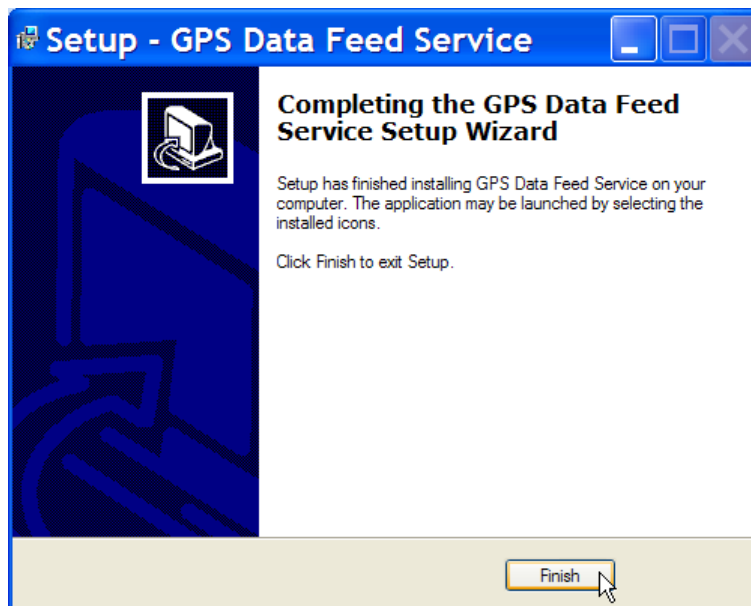 Setup - GPS Data Feed Service
Completing the GPS Data Feed
Service Setup Wizard
Setup has finished installing GPS Data Feed Service on your
computer. The application may be launched by selecting the
installed icons.
Click Finish to exit Setup.
Finish